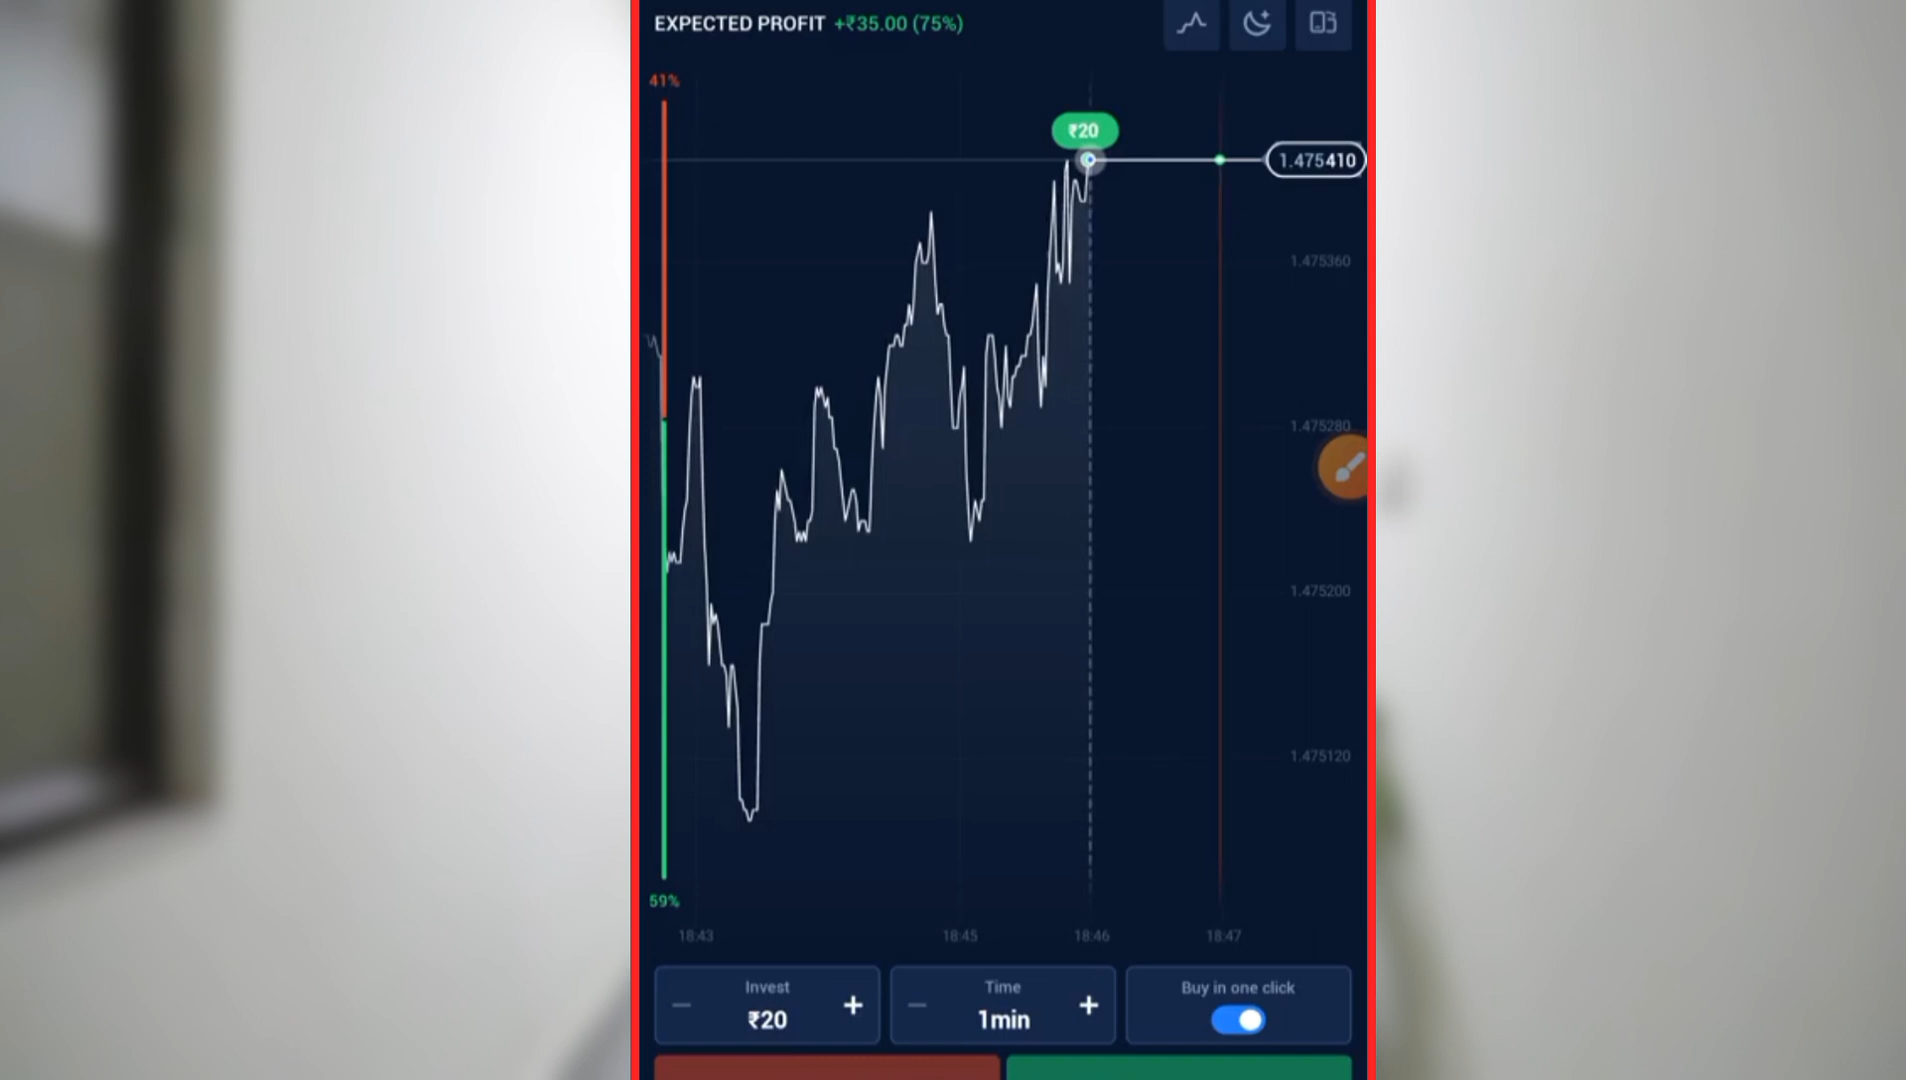 EXPECTED PROFIT +₹35.00 (75%)
41%
₹20
1.475410
1.475360
1.475280
1.475200
1.475120
59%
18:43 18:45 18:46 18:47
Invest Time Buy in one click
− ₹20 + − 1min +